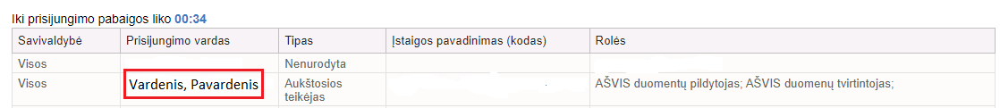 Iki prisijungimo pabaigos liko 00:34
Savivaldybė Prisijungimo vardas Tipas Įstaigos pavadinimas (kodas) Rolės
Visos Nenurodyta
Visos Vardenis, Pavardenis Aukštosios teikėjas AŠVIS duomentų pildytojas; AŠVIS duomenų tvirtintojas;